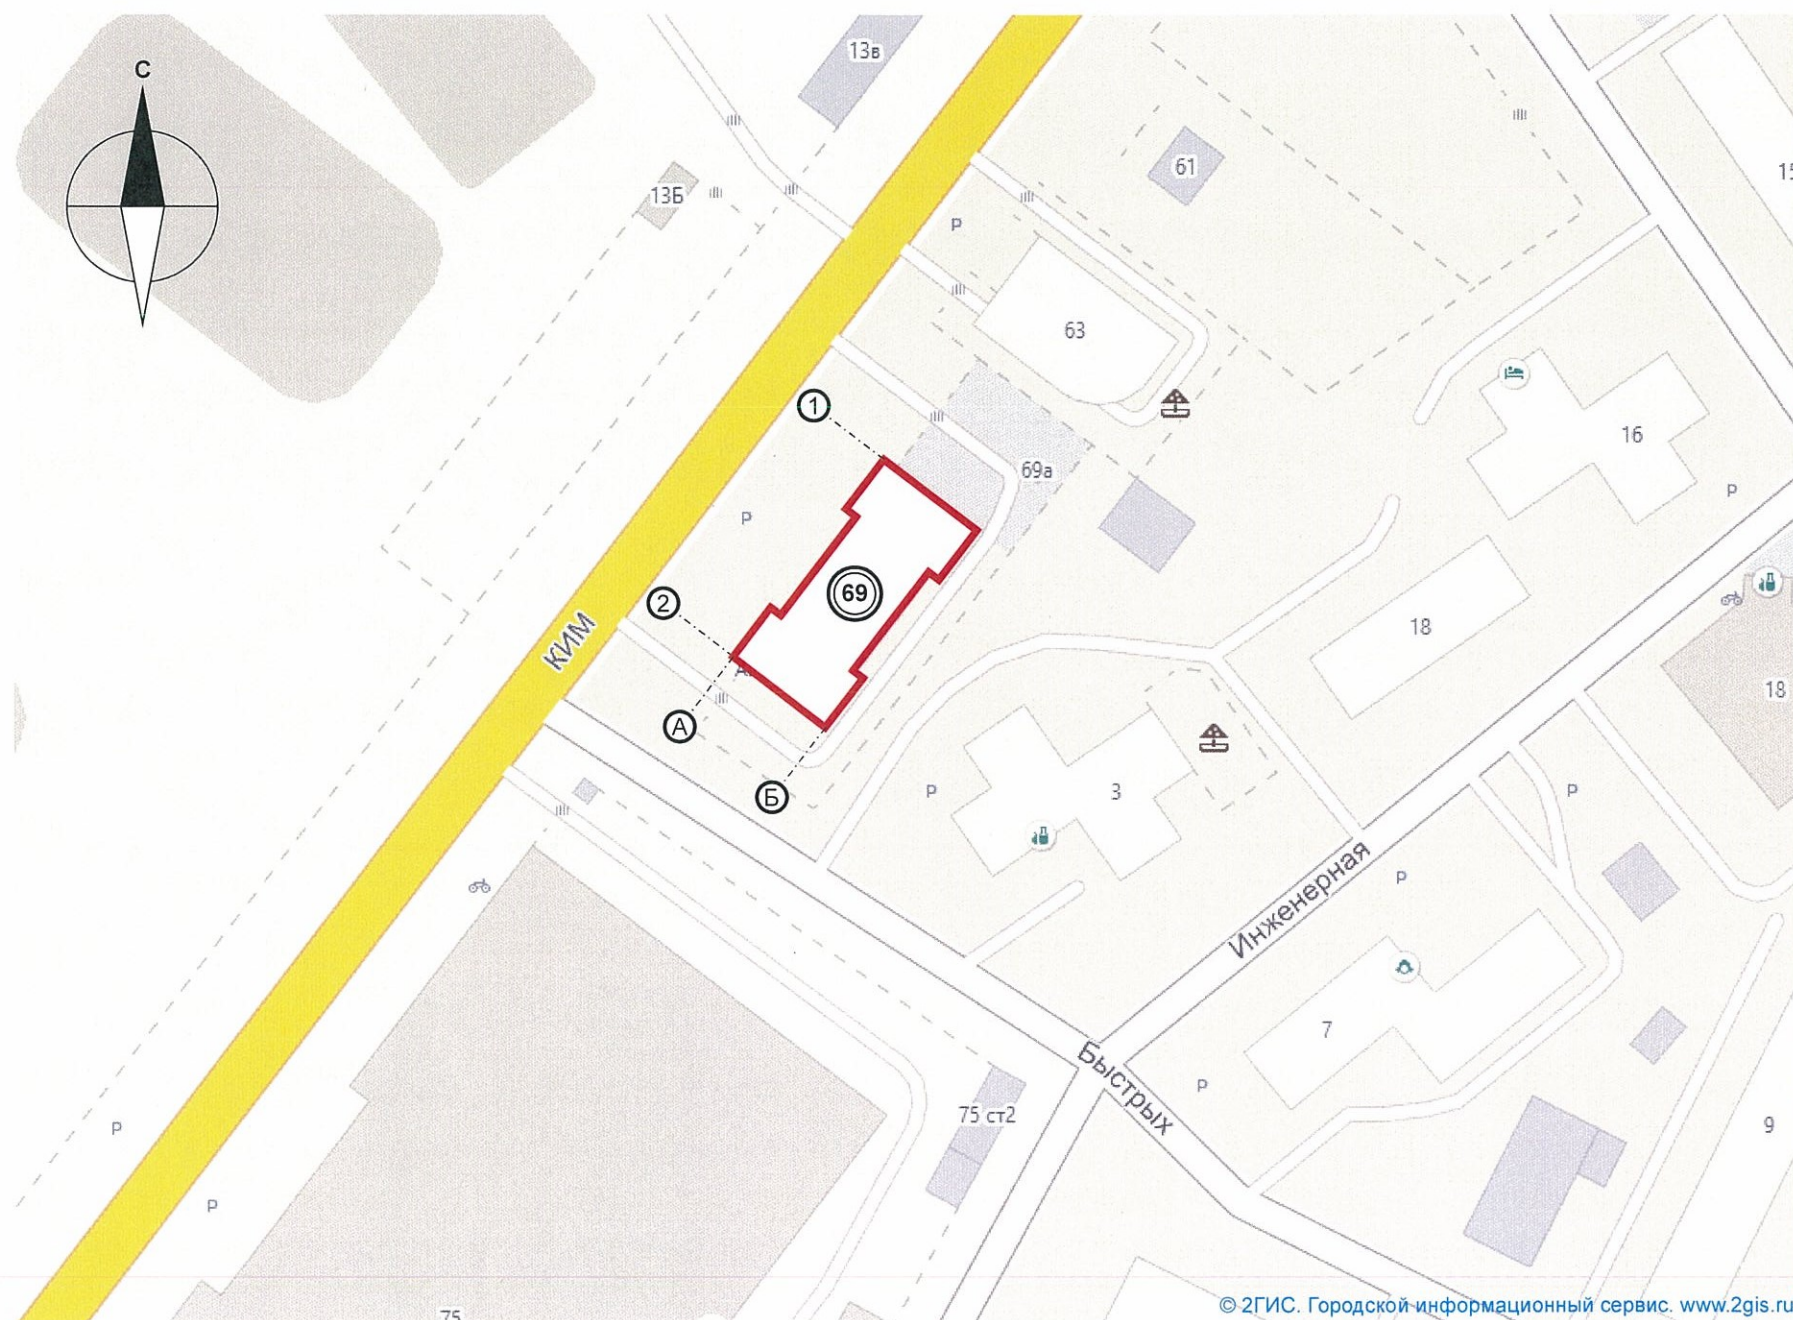 С
13в
13Б
61
15
Р
63
1
16
69а
Р
Р
69
2
КИМ
18
18
А
Р
3
Р
Б
Инженерная
Р
7
Быстрых
Р
75 ст2
9
Р
Р
75
© 2ГИС. Городской информационный сервис. www.2gis.ru